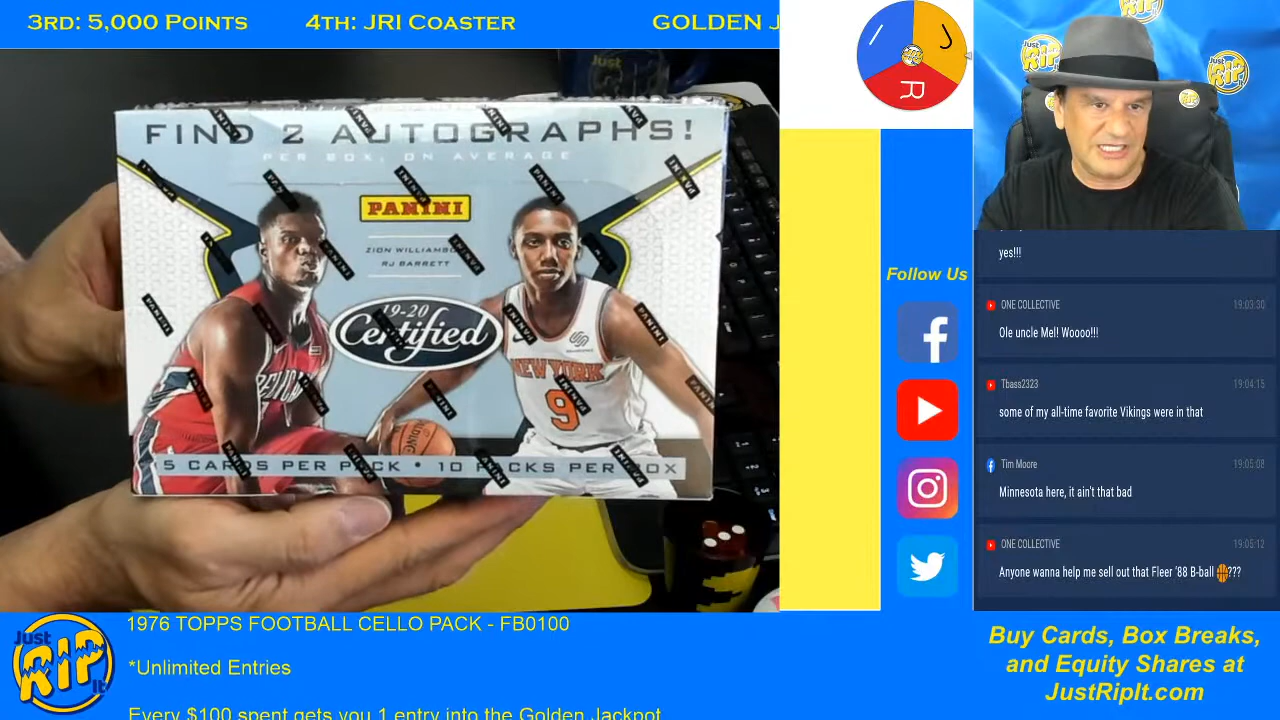 3RD: 5,000 POINTS
4TH: JRI COASTER
GOLDEN J
J
R
I
FIND 2 AUTOGRAPHS!
PER BOX, ON AVERAGE
PANINI
ZION WILLIAMSO
RJ BARRETT
19-20
Certified
NEW YORK
9
5 CARDS PER PACK • 10 PACKS PER BOX
yes!!!
ONE COLLECTIVE
19:03:30
Ole uncle Mel! Woooo!!!
Tbass2323
19:04:15
some of my all-time favorite Vikings were in that
Tim Moore
19:05:08
Minnesota here, it ain't that bad
ONE COLLECTIVE
19:05:12
Anyone wanna help me sell out that Fleer '88 B-ball 🏀???
Follow Us
Just
RIP
It
1976 TOPPS FOOTBALL CELLO PACK - FB0100
*Unlimited Entries
Every $100 spent gets you 1 entry into the Golden Jackpot
Buy Cards, Box Breaks,
and Equity Shares at
JustRipIt.com